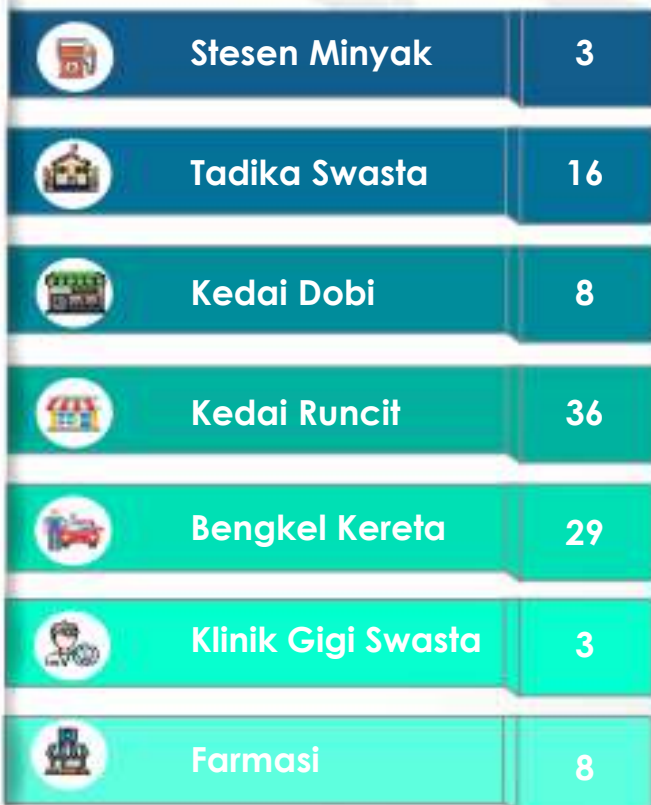 Stesen Minyak 3
Tadika Swasta 16
Kedai Dobi 8
Kedai Runcit 36
Bengkel Kereta 29
Klinik Gigi Swasta 3
Farmasi 8